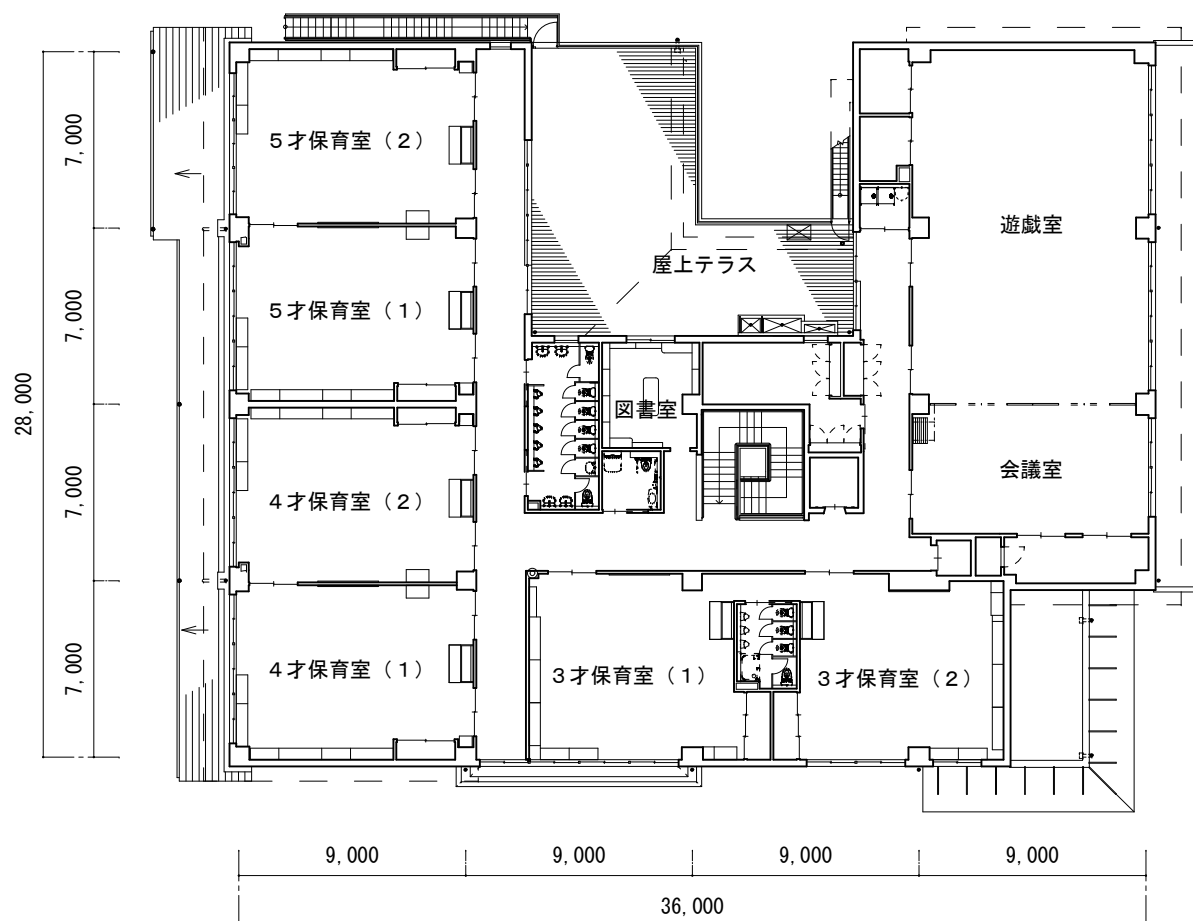 7,000
5才保育室（2）
遊戯室
屋上テラス
7,000
5才保育室（1）
28,000
図書室
会議室
7,000
4才保育室（2）
7,000
4才保育室（1）
3才保育室（1）
3才保育室（2）
9,000
9,000
9,000
9,000
36,000